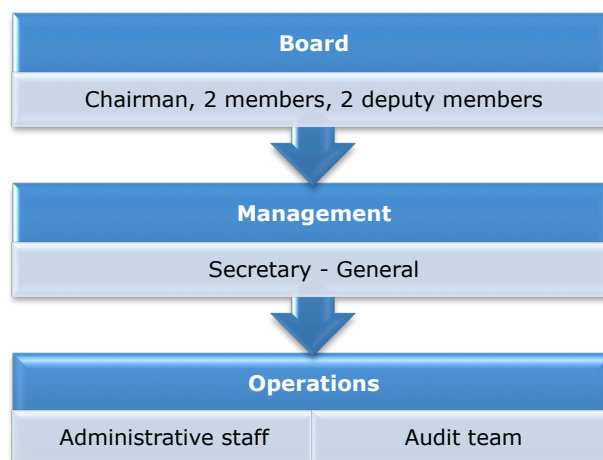 Board
Chairman, 2 members, 2 deputy members
Management
Secretary - General
Operations
Administrative staff
Audit team